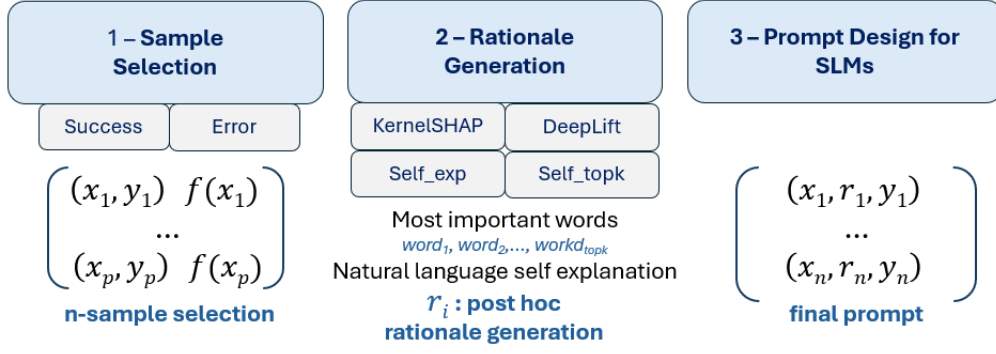 1 – Sample
Selection
Success
Error
(x₁, y₁) f(x₁)
...
(xₚ, yₚ) f(xₚ)
n-sample selection
2 – Rationale
Generation
KernelSHAP
DeepLift
Self_exp
Self_topk
Most important words
word₁, word₂,..., workd_topk
Natural language self explanation
rᵢ : post hoc
rationale generation
3 – Prompt Design for
SLMs
(x₁, r₁, y₁)
...
(xₙ, rₙ, yₙ)
final prompt